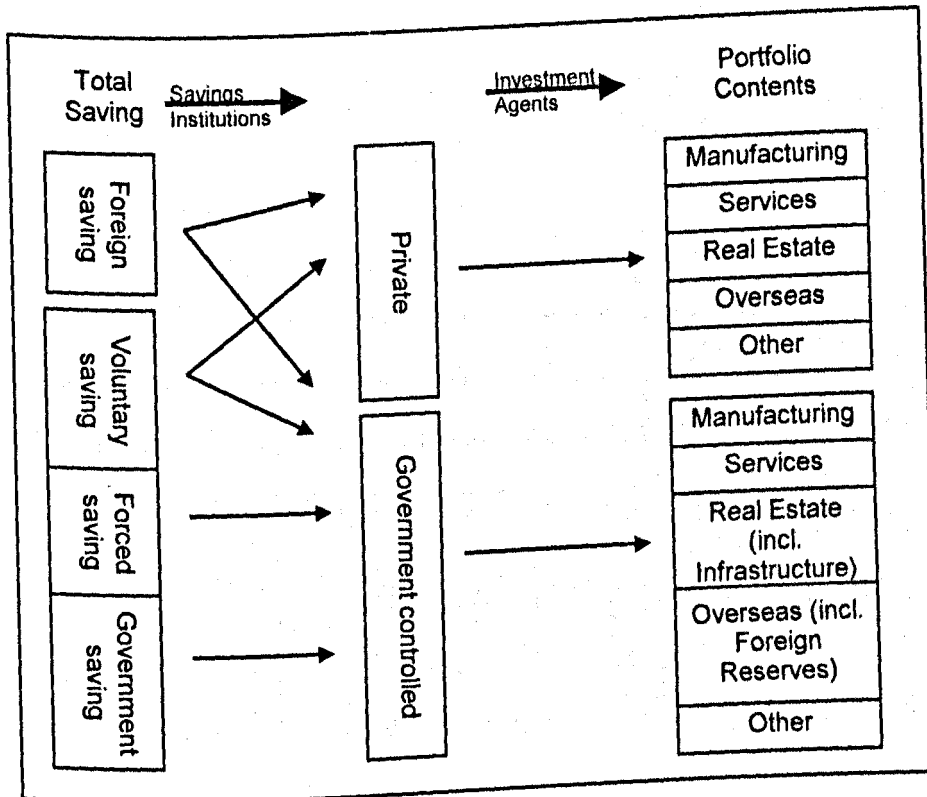 Total
Saving
Savings
Institutions
Investment
Agents
Portfolio
Contents
Foreign
saving
Voluntary
saving
Forced
saving
Government
saving
Private
Government controlled
Manufacturing
Services
Real Estate
Overseas
Other
Manufacturing
Services
Real Estate
(incl.
Infrastructure)
Overseas (incl.
Foreign
Reserves)
Other